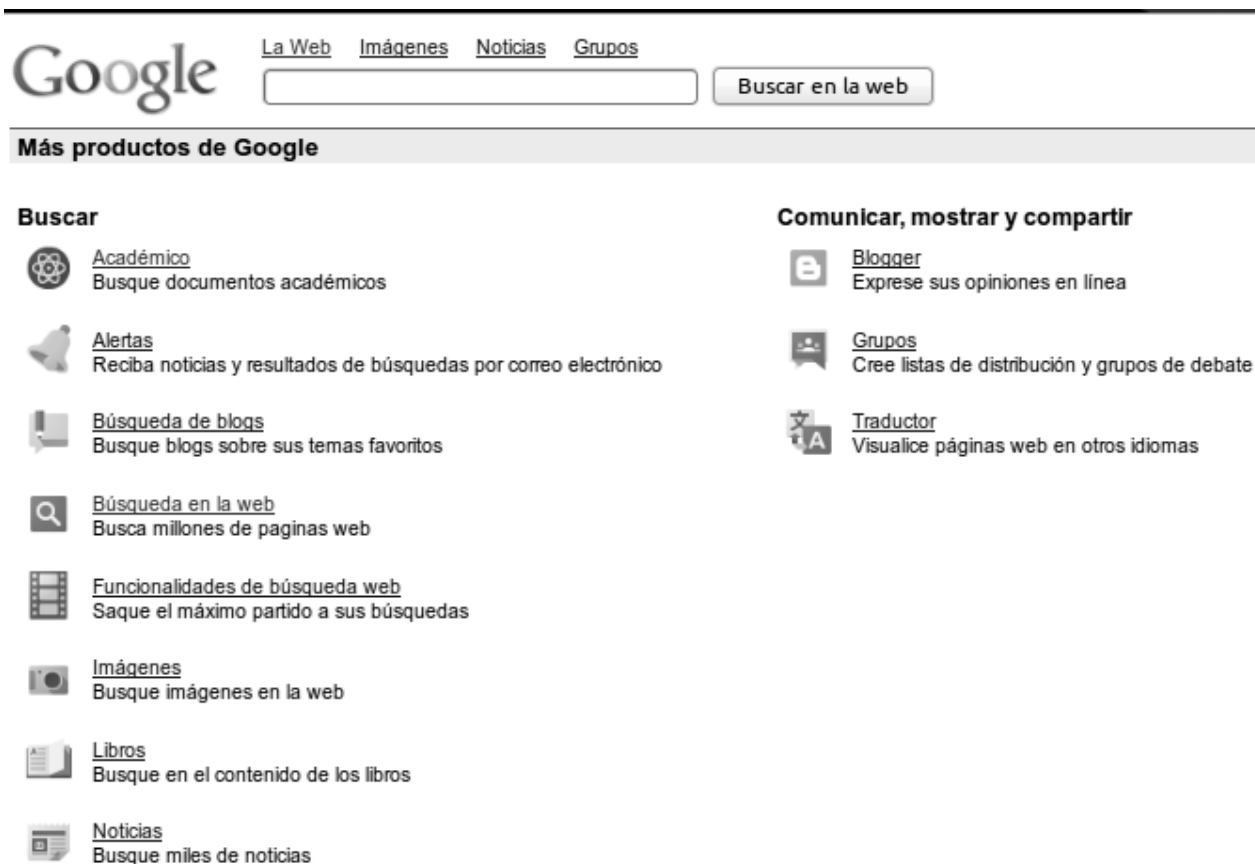 Google
La Web Imágenes Noticias Grupos
Buscar en la web
Más productos de Google
Buscar
Académico
Busque documentos académicos
Alertas
Reciba noticias y resultados de búsquedas por correo electrónico
Búsqueda de blogs
Busque blogs sobre sus temas favoritos
Búsqueda en la web
Busca millones de paginas web
Funcionalidades de búsqueda web
Saque el máximo partido a sus búsquedas
Imágenes
Busque imágenes en la web
Libros
Busque en el contenido de los libros
Noticias
Busque miles de noticias
Comunicar, mostrar y compartir
Blogger
Exprese sus opiniones en línea
Grupos
Cree listas de distribución y grupos de debate
Traductor
Visualice páginas web en otros idiomas